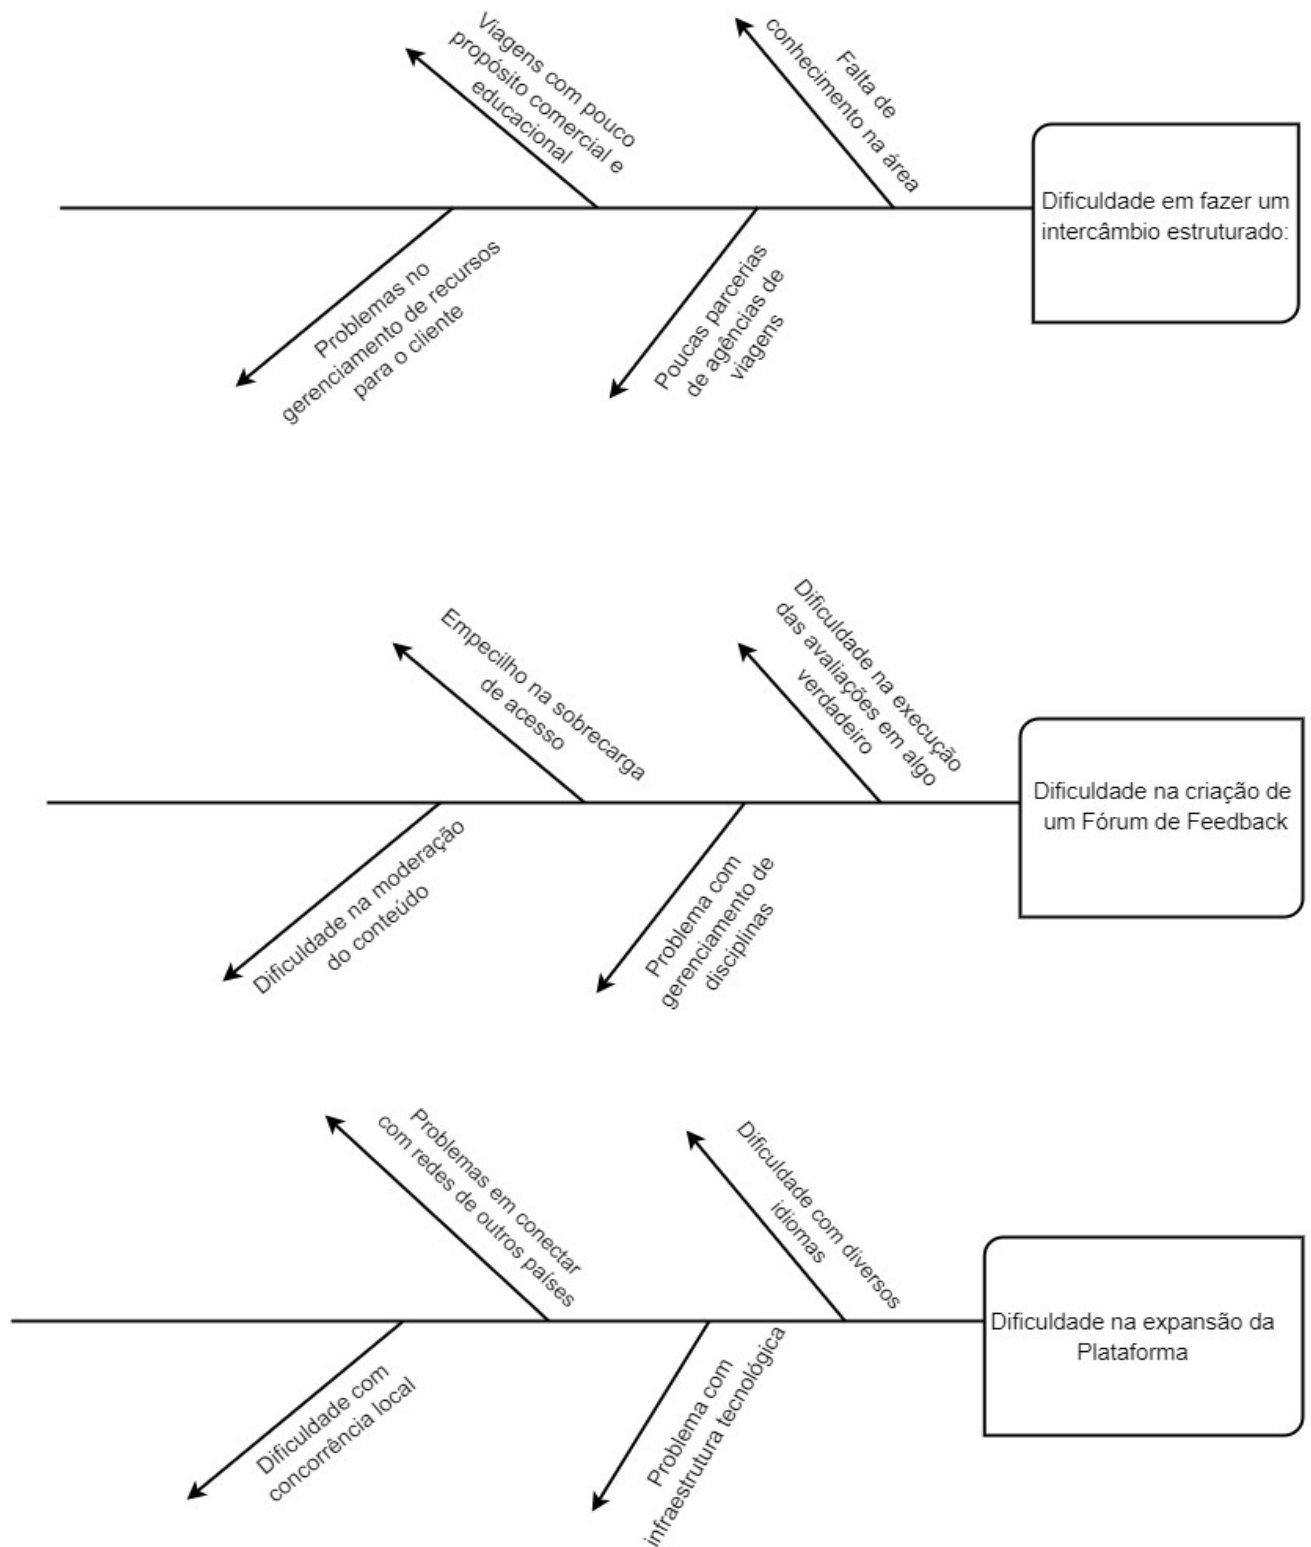 Viagens com pouco
propósito comercial e
educacional
Falta de
conhecimento na área
Dificuldade em fazer um
intercâmbio estruturado:
Problemas no
gerenciamento de recursos
para o cliente
Poucas parcerias
de agências de
viagens
Empecilho na sobrecarga
de acesso
Dificuldade na execução
das avaliações em algo
verdadeiro
Dificuldade na criação de
um Fórum de Feedback
Dificuldade na moderação
do conteúdo
Problema com
gerenciamento de
disciplinas
Problemas em conectar
com redes de outros países
Dificuldade com diversos
idiomas
Dificuldade na expansão da
Plataforma
Dificuldade com
concorrência local
Problema com
infraestrutura tecnológica